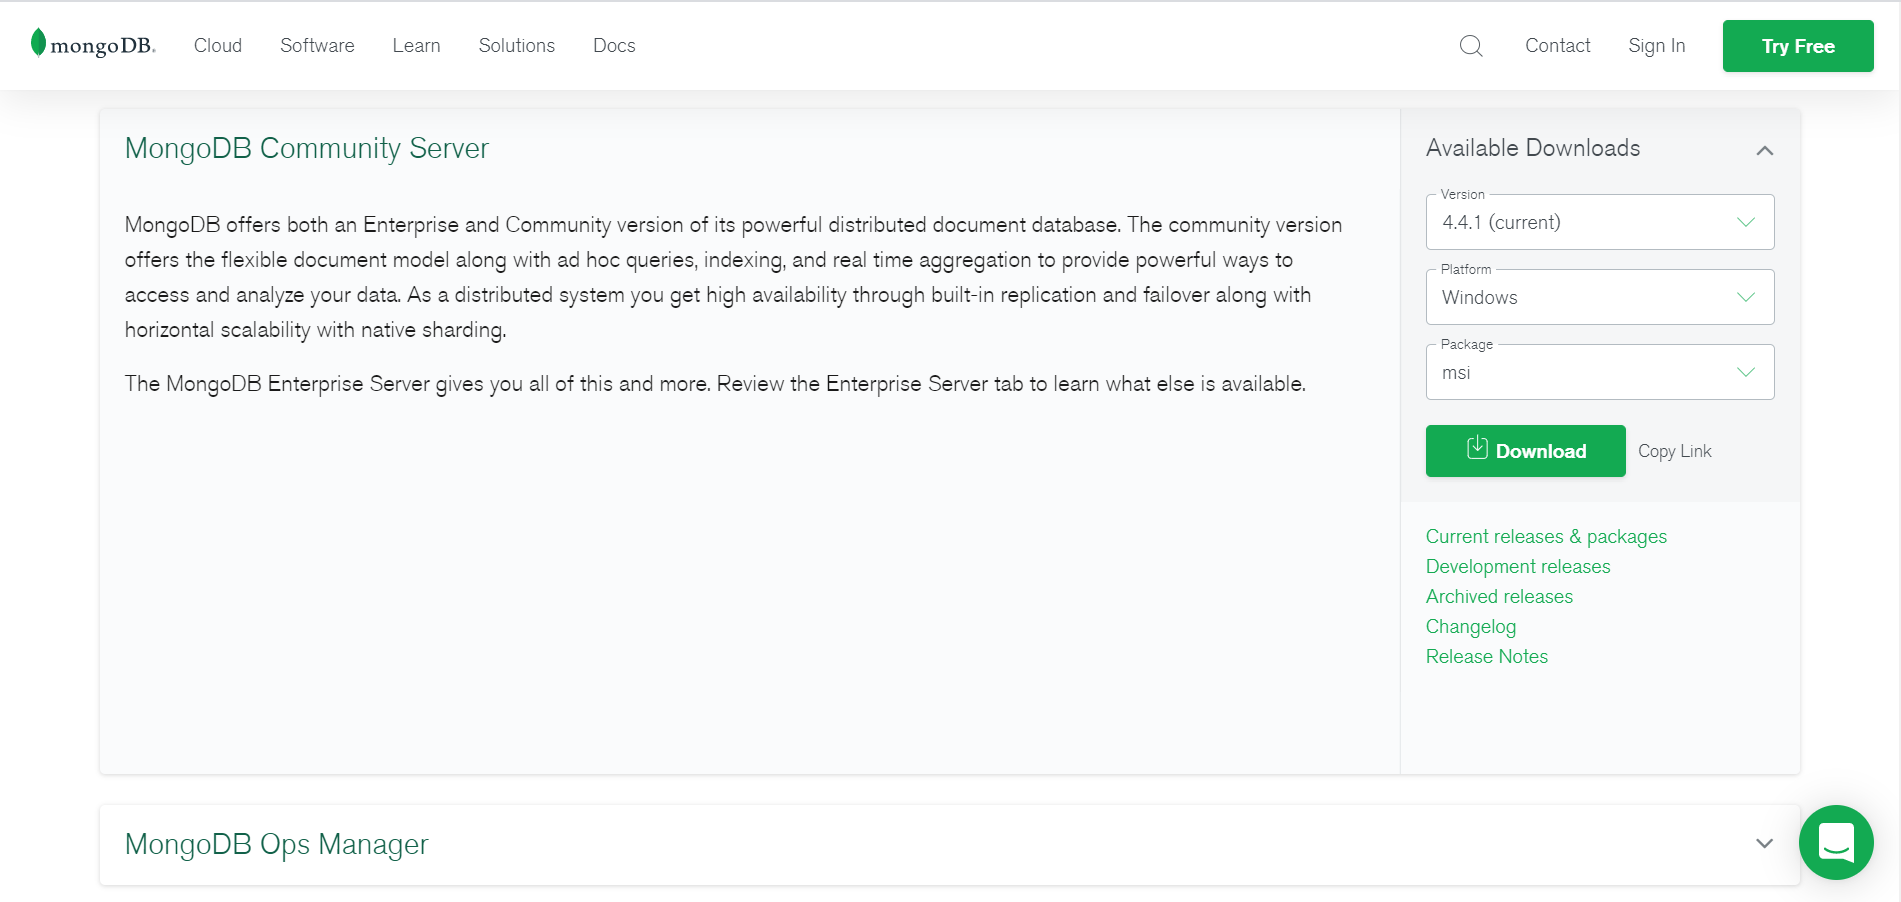 mongoDB.
Cloud
Software
Learn
Solutions
Docs
Contact
Sign In
Try Free
MongoDB Community Server
MongoDB offers both an Enterprise and Community version of its powerful distributed document database. The community version
offers the flexible document model along with ad hoc queries, indexing, and real time aggregation to provide powerful ways to
access and analyze your data. As a distributed system you get high availability through built-in replication and failover along with
horizontal scalability with native sharding.
The MongoDB Enterprise Server gives you all of this and more. Review the Enterprise Server tab to learn what else is available.
Available Downloads
Version
4.4.1 (current)
Platform
Windows
Package
msi
Download
Copy Link
Current releases & packages
Development releases
Archived releases
Changelog
Release Notes
MongoDB Ops Manager